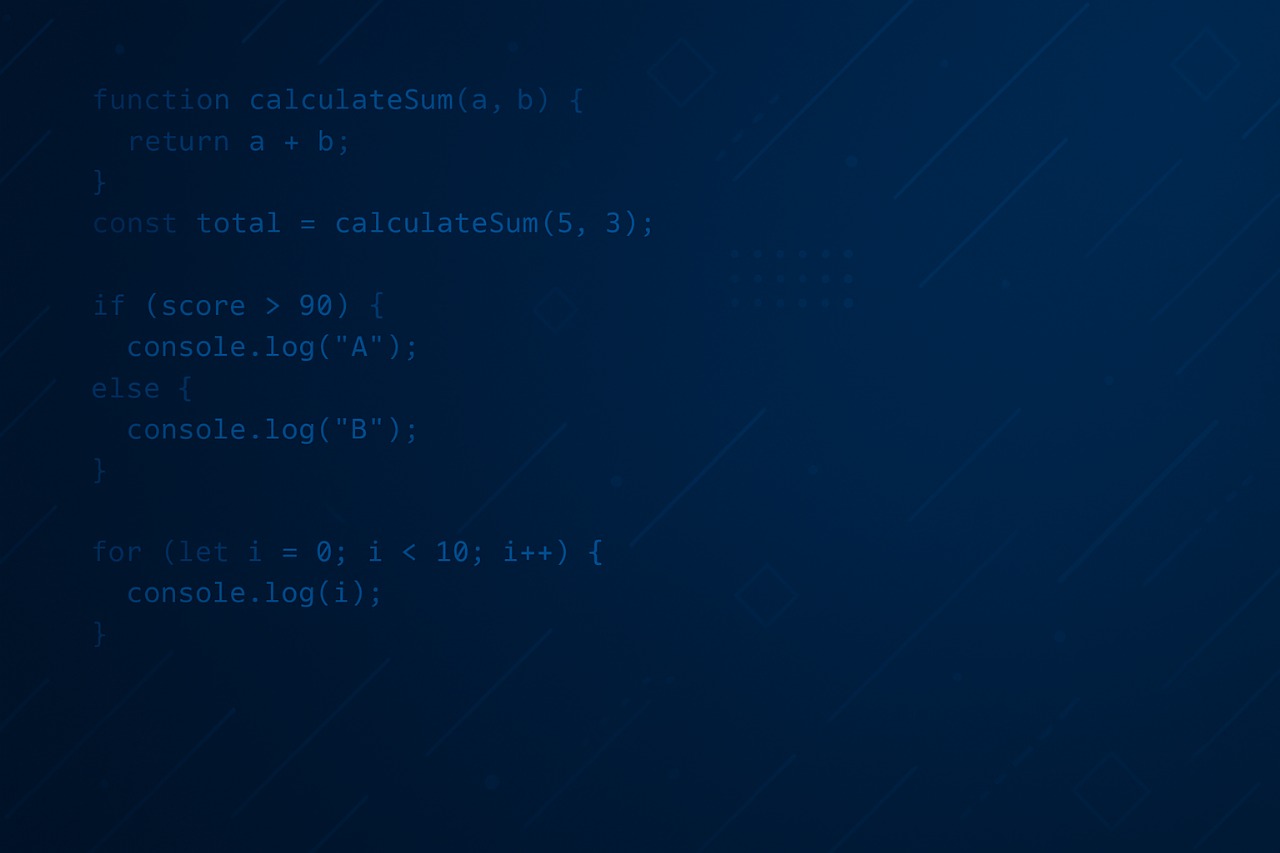 function calculateSum(a, b) {
  return a + b;
}
const total = calculateSum(5, 3);
if (score > 90) {
  console.log("A");
else {
  console.log("B");
}
for (let i = 0; i < 10; i++) {
  console.log(i);
}